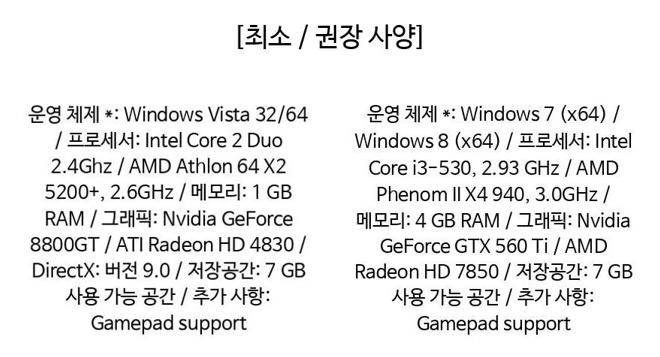 [최소 / 권장 사양]
운영 체제 *: Windows Vista 32/64
/ 프로세서: Intel Core 2 Duo
2.4Ghz / AMD Athlon 64 X2
5200+, 2.6GHz / 메모리: 1 GB
RAM / 그래픽: Nvidia GeForce
8800GT / ATI Radeon HD 4830 /
DirectX: 버전 9.0 / 저장공간: 7 GB
사용 가능 공간 / 추가 사항:
Gamepad support
운영 체제 *: Windows 7 (x64) /
Windows 8 (x64) / 프로세서: Intel
Core i3-530, 2.93 GHz / AMD
Phenom II X4 940, 3.0GHz /
메모리: 4 GB RAM / 그래픽: Nvidia
GeForce GTX 560 Ti / AMD
Radeon HD 7850 / 저장공간: 7 GB
사용 가능 공간 / 추가 사항:
Gamepad support